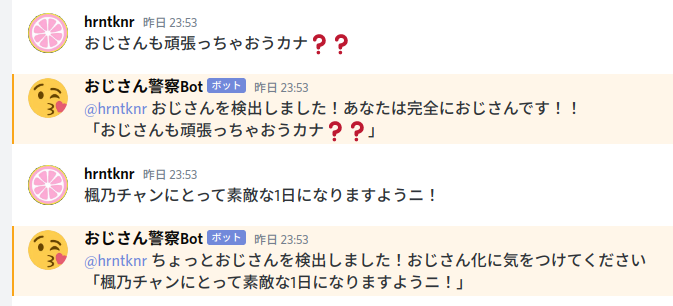 hrntknr 昨日 23:53
おじさんも頑張っちゃおうカナ❓❓
おじさん警察Bot ボット 昨日 23:53
@hrntknr おじさんを検出しました！あなたは完全におじさんです！！
「おじさんも頑張っちゃおうカナ❓❓」
hrntknr 昨日 23:53
楓乃チャンにとって素敵な1日になりますようニ！
おじさん警察Bot ボット 昨日 23:53
@hrntknr ちょっとおじさんを検出しました！おじさん化に気をつけてください
「楓乃チャンにとって素敵な1日になりますようニ！」